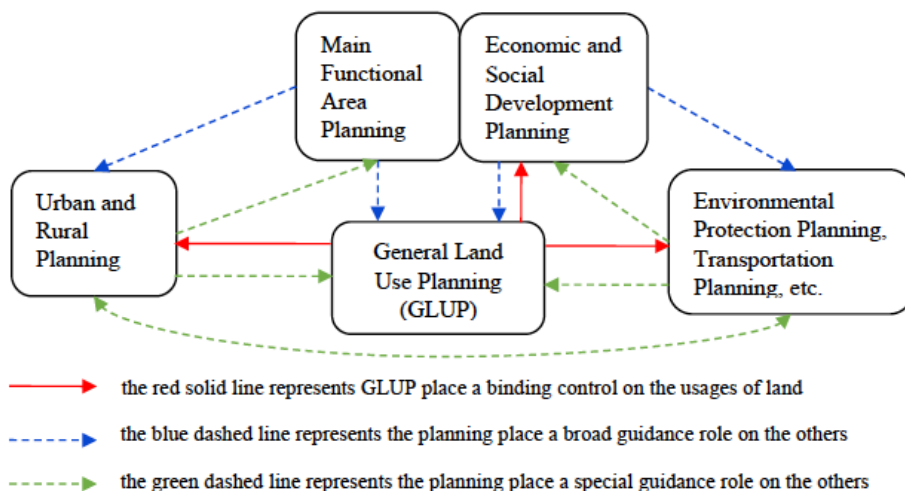 Main
Functional
Area
Planning
Economic and
Social
Development
Planning
Urban and
Rural
Planning
General Land
Use Planning
(GLUP)
Environmental
Protection Planning,
Transportation
Planning, etc.
the red solid line represents GLUP place a binding control on the usages of land
the blue dashed line represents the planning place a broad guidance role on the others
the green dashed line represents the planning place a special guidance role on the others